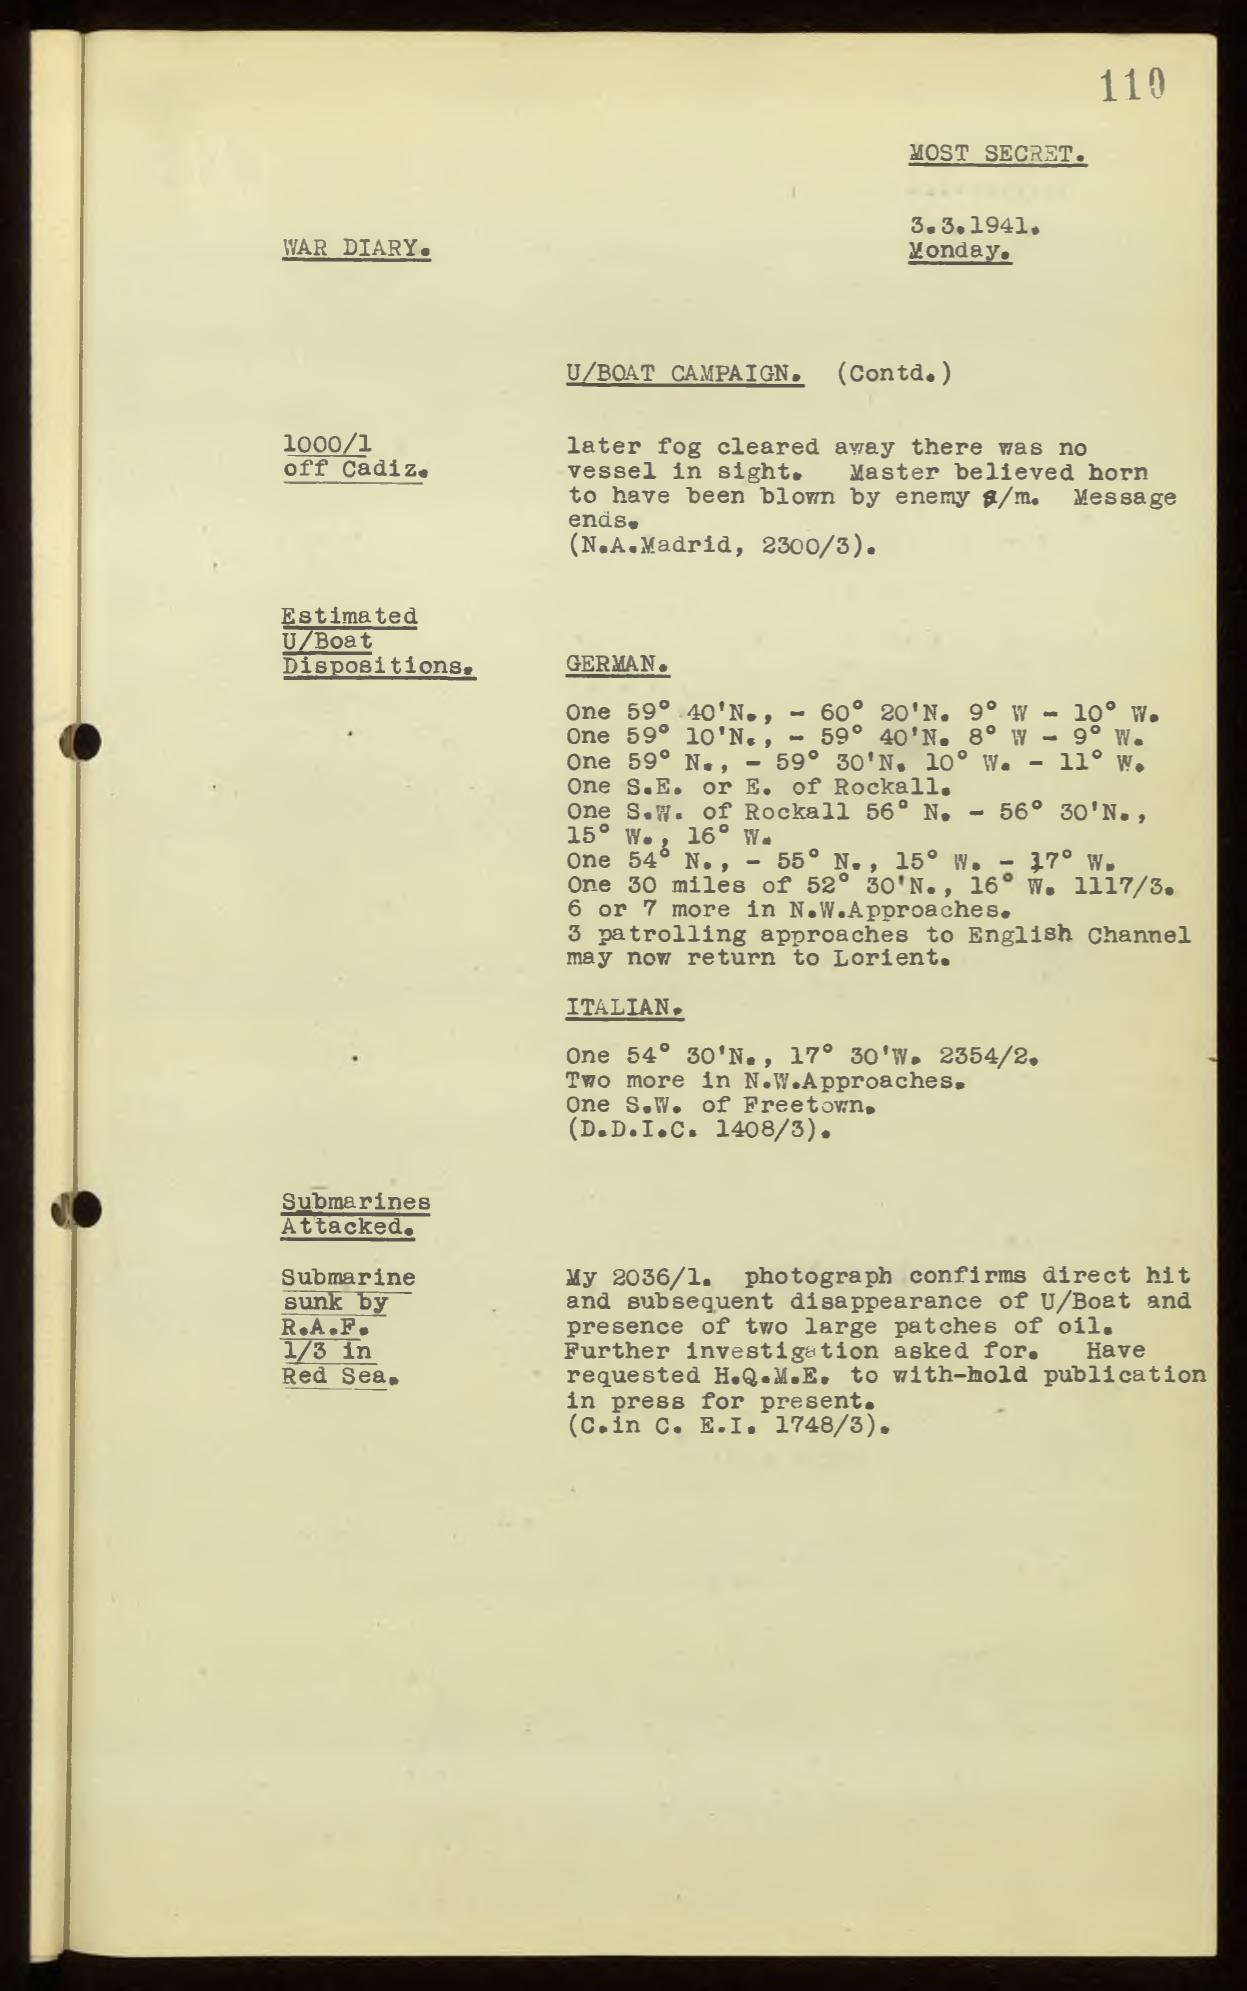 110
MOST SECRET.
3.3.1941.
WAR DIARY.
Monday.
U/BOAT CAMPAIGN. (Contd.)
1000/1
off Cadiz.
later fog cleared away there was no
vessel in sight. Master believed horn
to have been blown by enemy s/m. Message
ends.
(N.A.Madrid, 2300/3).
Estimated
U/Boat
Dispositions.
GERMAN.
One 59° 40'N., - 60° 20'N. 9° W - 10° W.
One 59° 10'N., - 59° 40'N. 8° W - 9° W.
One 59° N., - 59° 30'N. 10° W. - 11° W.
One S.E. or E. of Rockall.
One S.W. of Rockall 56° N. - 56° 30'N.,
15° W., 16° W.
One 54° N., - 55° N., 15° W. - 17° W.
One 30 miles of 52° 30'N., 16° W. 1117/3.
6 or 7 more in N.W.Approaches.
3 patrolling approaches to English Channel
may now return to Lorient.
ITALIAN.
One 54° 30'N., 17° 30'W. 2354/2.
Two more in N.W.Approaches.
One S.W. of Freetown.
(D.D.I.C. 1408/3).
Submarines
Attacked.
Submarine
sunk by
R.A.F.
1/3 in
Red Sea.
My 2036/1. photograph confirms direct hit
and subsequent disappearance of U/Boat and
presence of two large patches of oil.
Further investigation asked for. Have
requested H.Q.M.E. to with-hold publication
in press for present.
(C.in C. E.I. 1748/3).